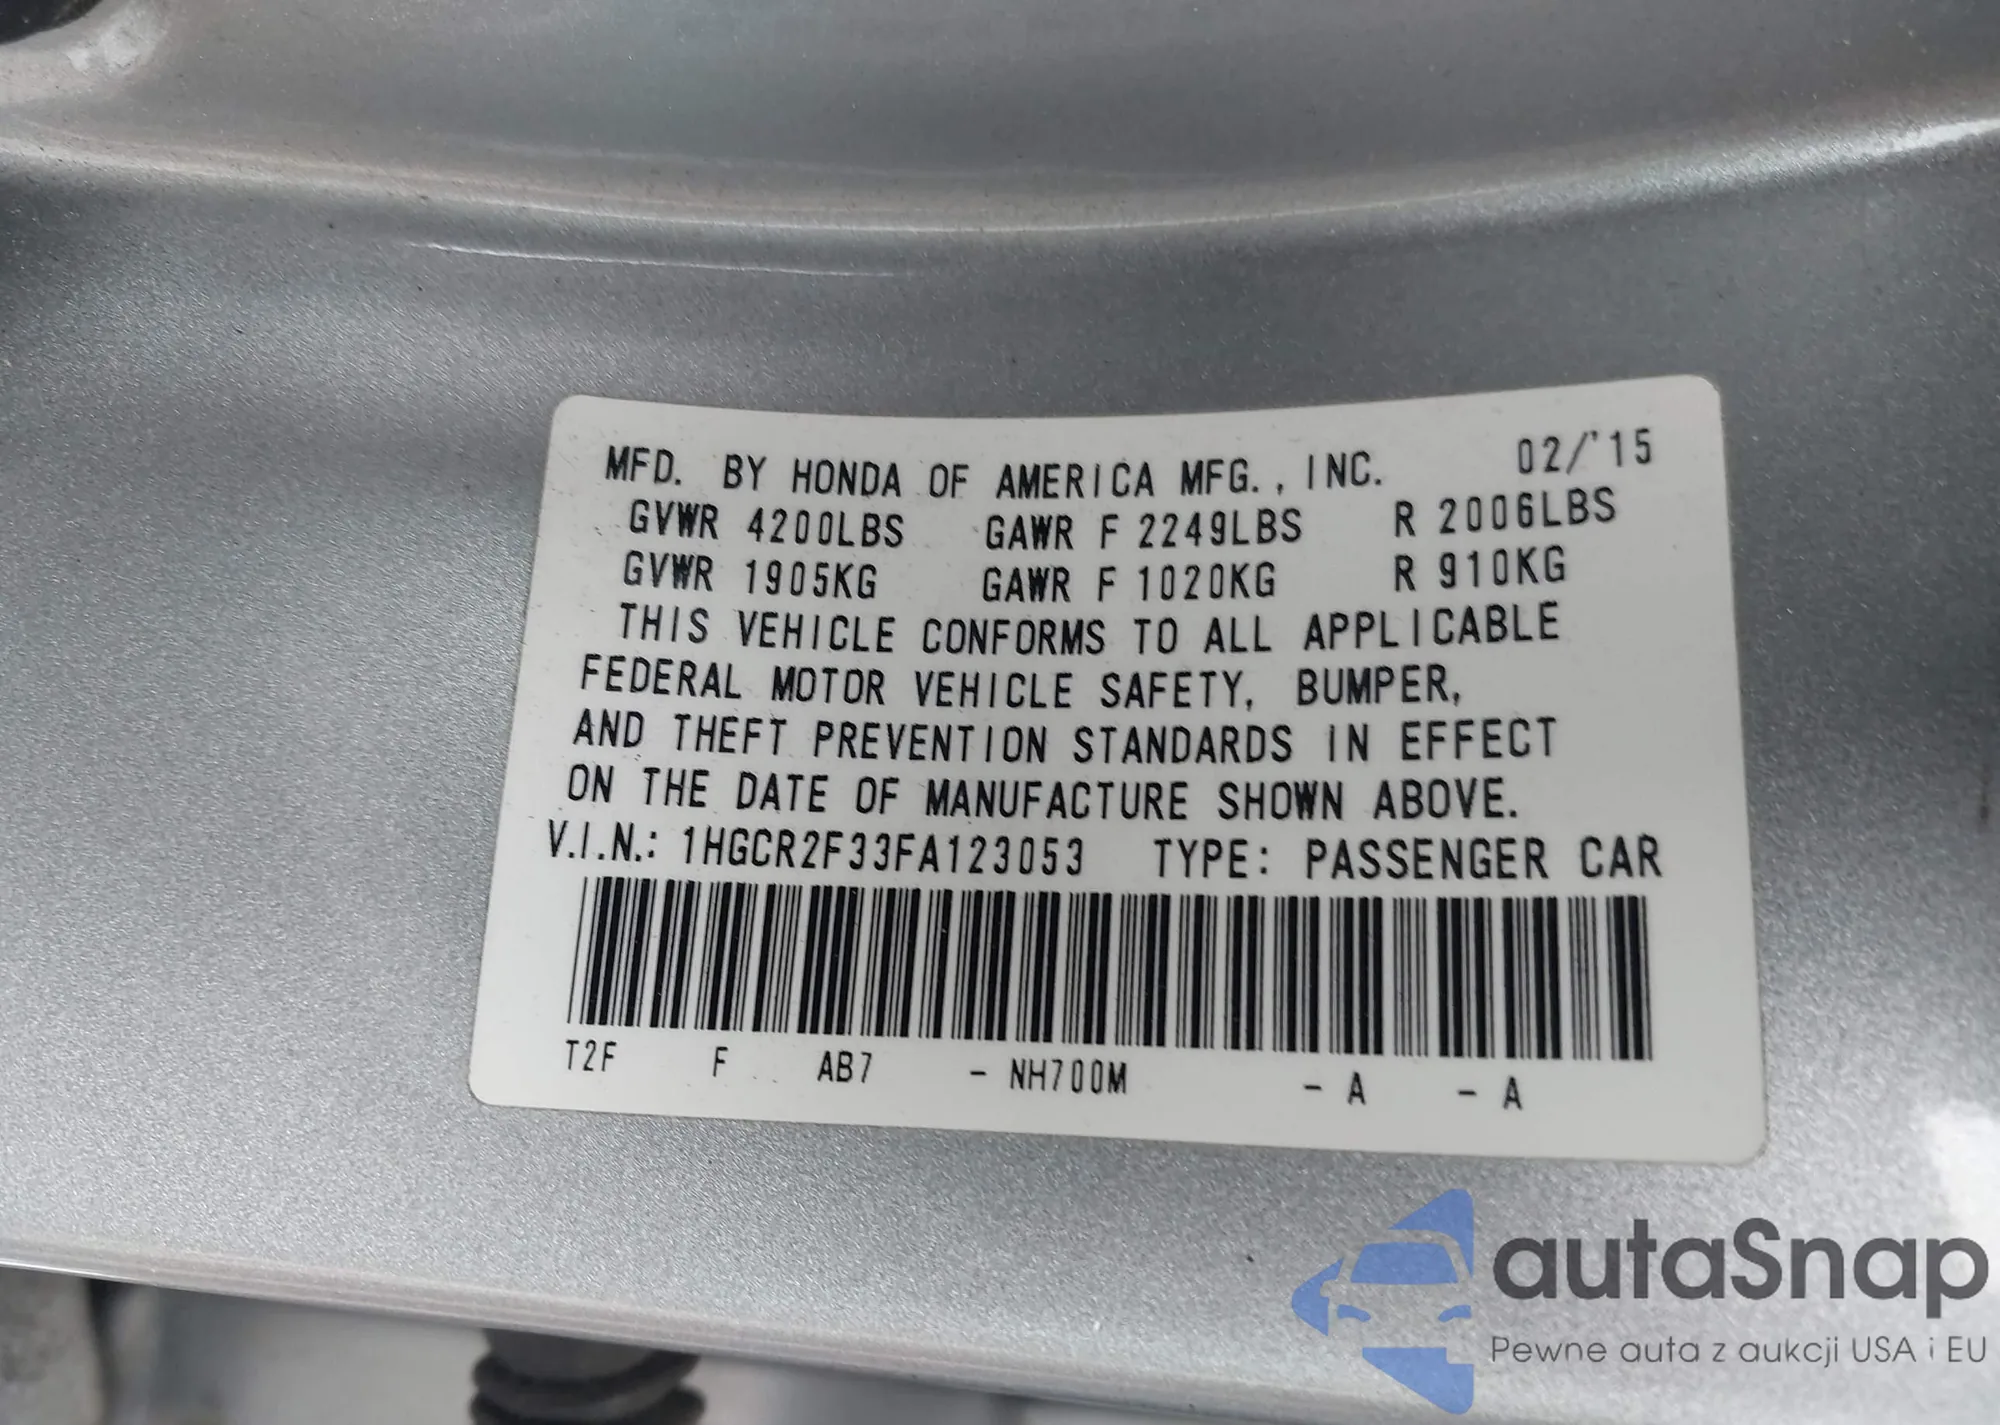 MFD. BY HONDA OF AMERICA MFG., INC. 02/'15
GVWR 4200LBS GAWR F 2249LBS R 2006LBS
GVWR 1905KG GAWR F 1020KG R 910KG
THIS VEHICLE CONFORMS TO ALL APPLICABLE
FEDERAL MOTOR VEHICLE SAFETY, BUMPER,
AND THEFT PREVENTION STANDARDS IN EFFECT
ON THE DATE OF MANUFACTURE SHOWN ABOVE.
V.I.N.: 1HGCR2F33FA123053 TYPE: PASSENGER CAR
T2F F AB7 - NH700M - A - A
autaSnap
Pewne auta z aukcji USA i EU